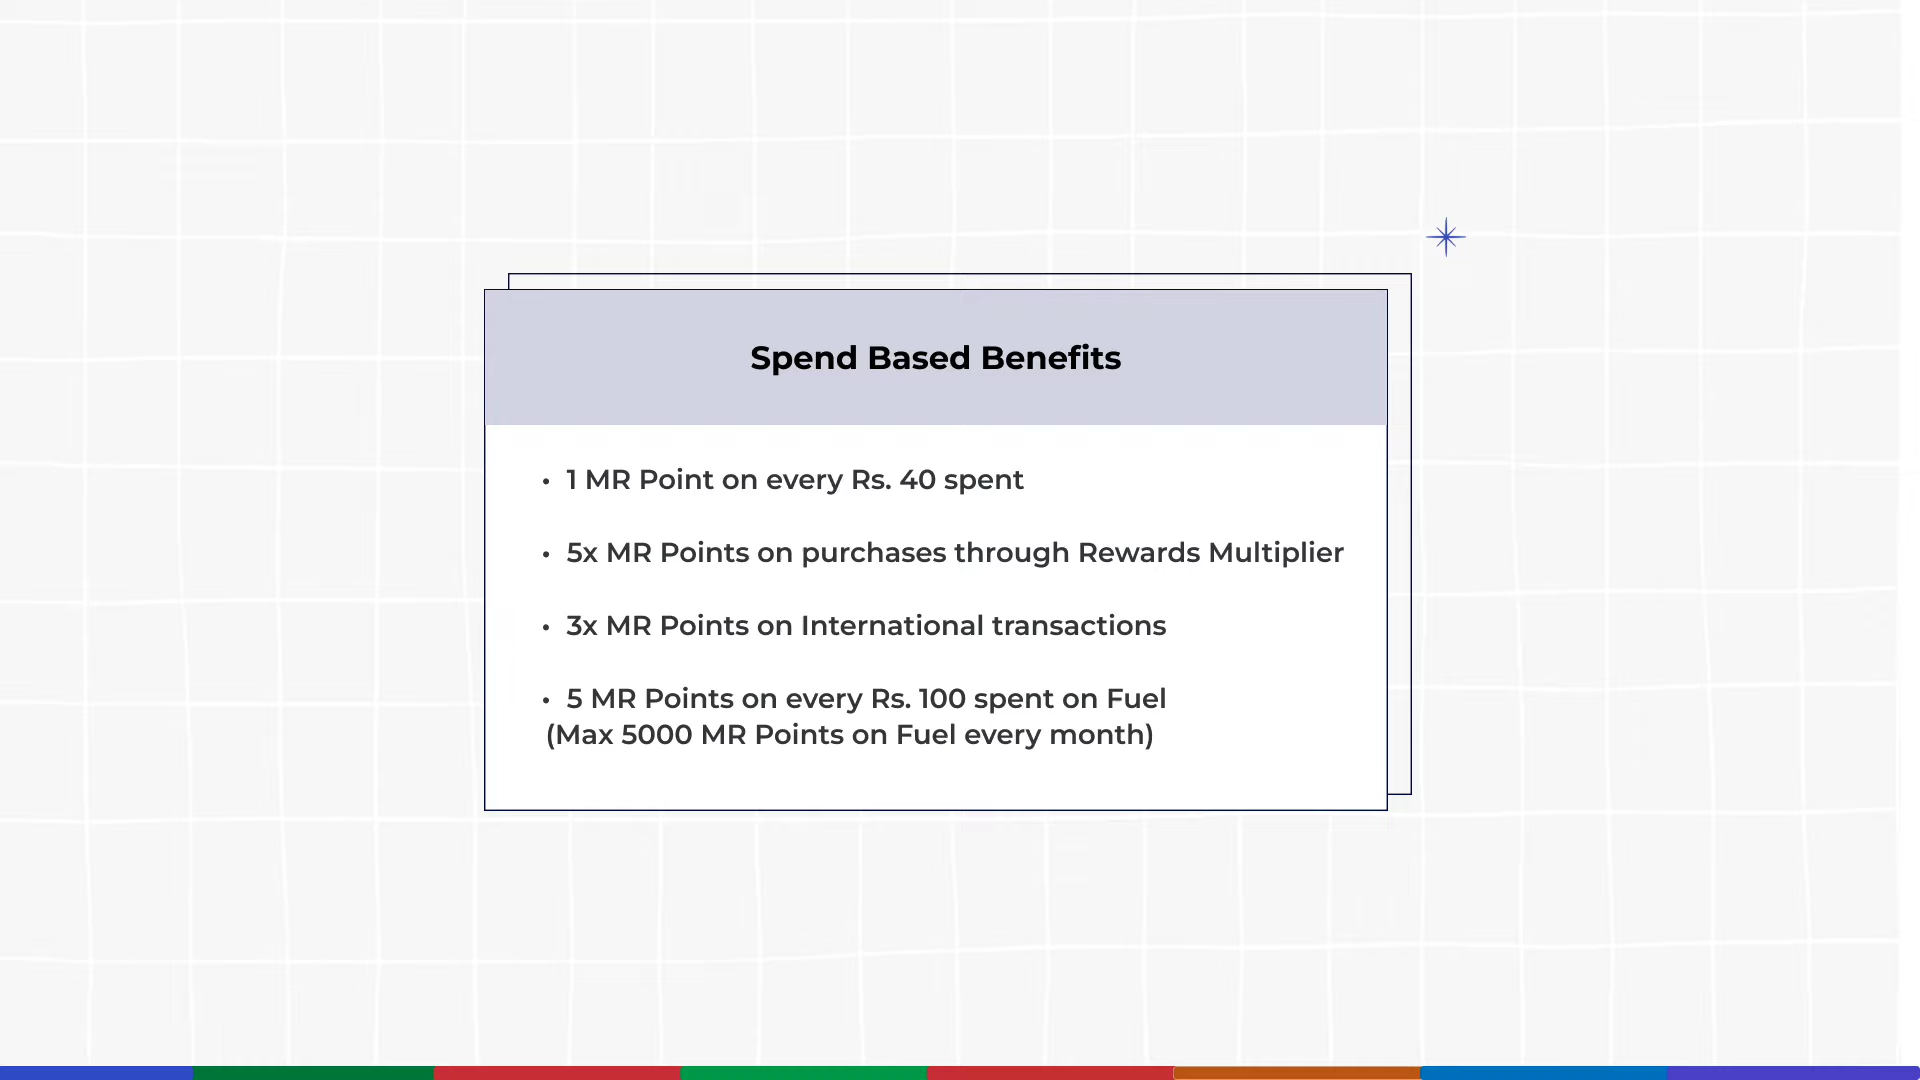 Spend Based Benefits
• 1 MR Point on every Rs. 40 spent
• 5x MR Points on purchases through Rewards Multiplier
• 3x MR Points on International transactions
• 5 MR Points on every Rs. 100 spent on Fuel
(Max 5000 MR Points on Fuel every month)